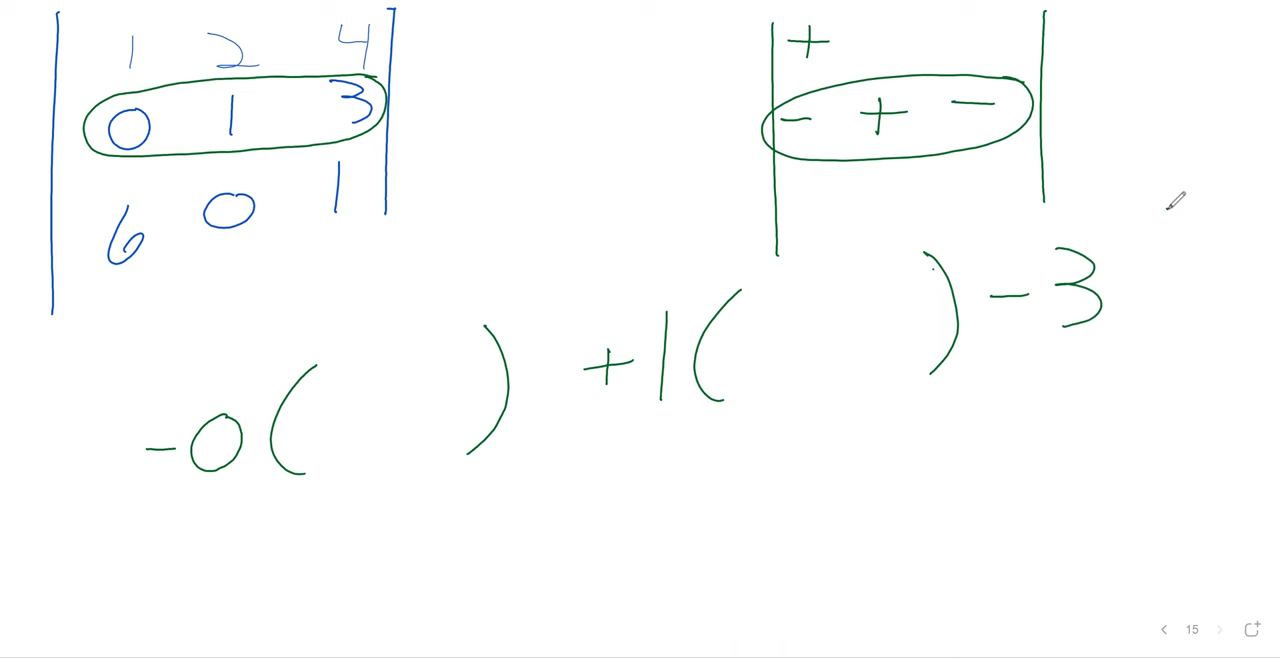 1 2 4
0 1 3
6 0 1
+
- + -
-0( ) +1( ) -3
15